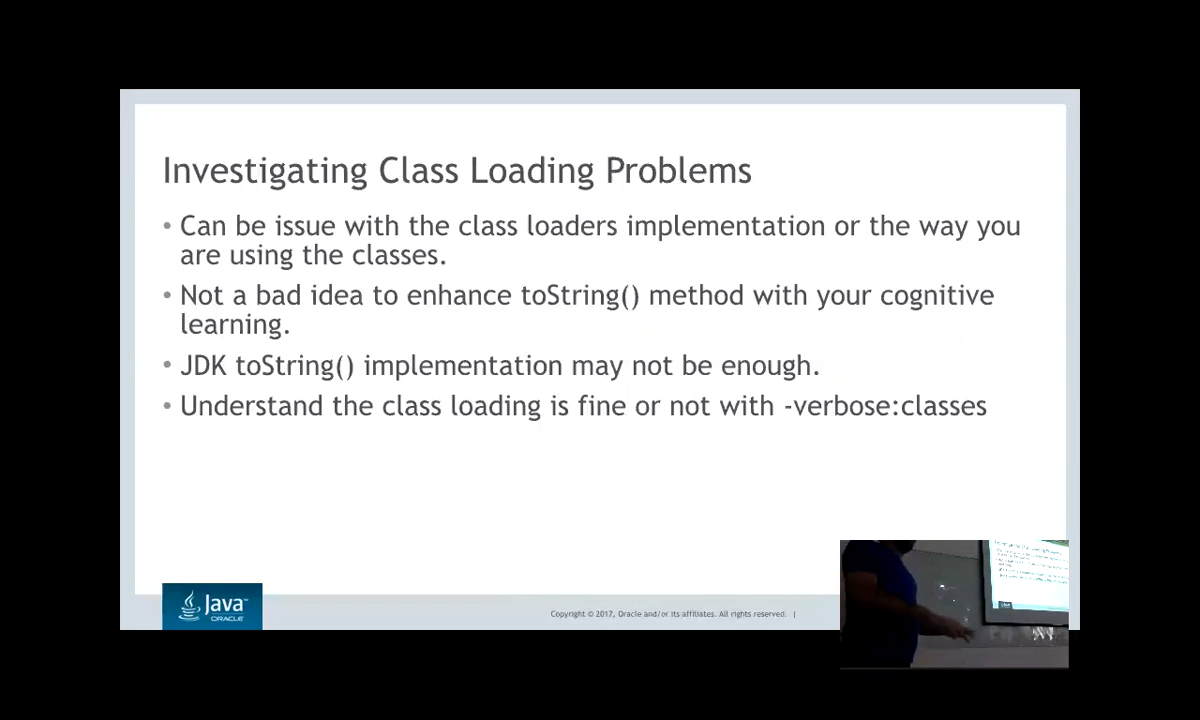 Investigating Class Loading Problems
• Can be issue with the class loaders implementation or the way you
are using the classes.
• Not a bad idea to enhance toString() method with your cognitive
learning.
• JDK toString() implementation may not be enough.
• Understand the class loading is fine or not with -verbose:classes
Java™
ORACLE
Copyright © 2017, Oracle and/or its affiliates. All rights reserved. |